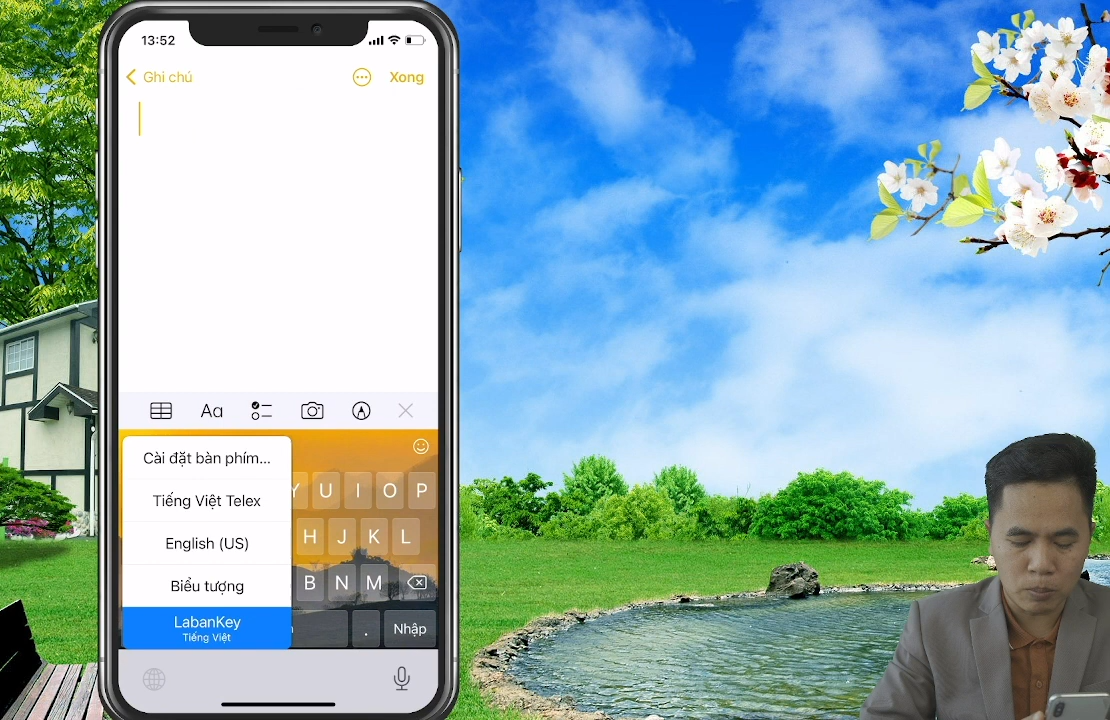 13:52
Ghi chú
Xong
Aa
Cài đặt bàn phím...
Tiếng Việt Telex
English (US)
Biểu tượng
LabanKey
Tiếng Việt
Y U I O P
H J K L
B N M
. Nhập